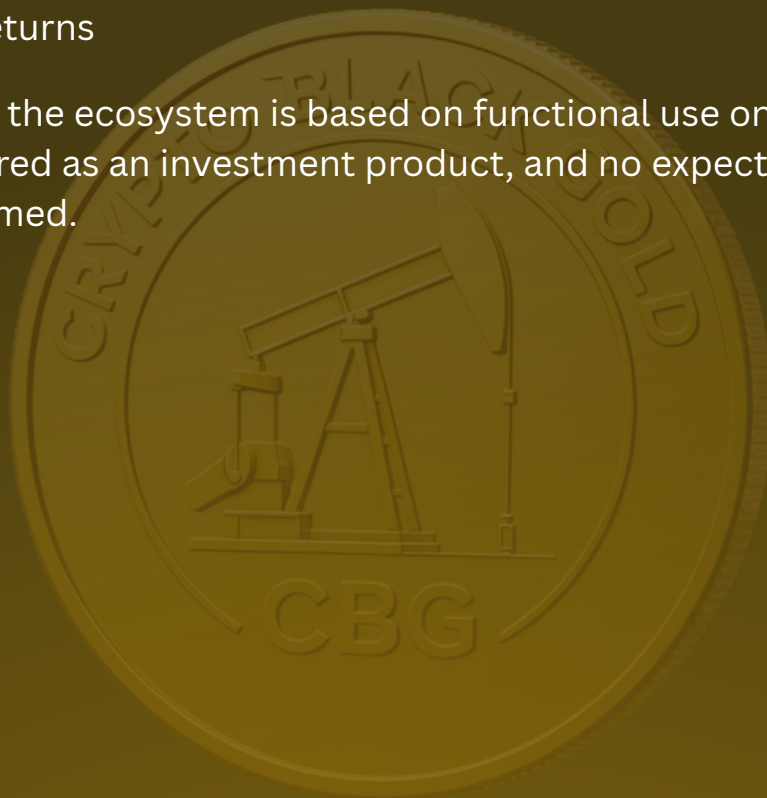 eturns
the ecosystem is based on functional use on
red as an investment product, and no expect
med.
CRYPTO BLACK GOLD
CBG